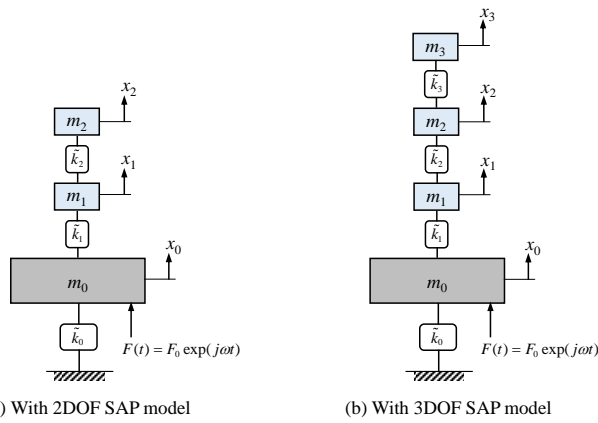 x₃
m₃
k̃₃
x₂
x₂
m₂
m₂
k̃₂
k̃₂
x₁
x₁
m₁
m₁
k̃₁
k̃₁
x₀
x₀
m₀
m₀
k̃₀
k̃₀
F(t) = F₀ exp(jωt)
F(t) = F₀ exp(jωt)
) With 2DOF SAP model
(b) With 3DOF SAP model